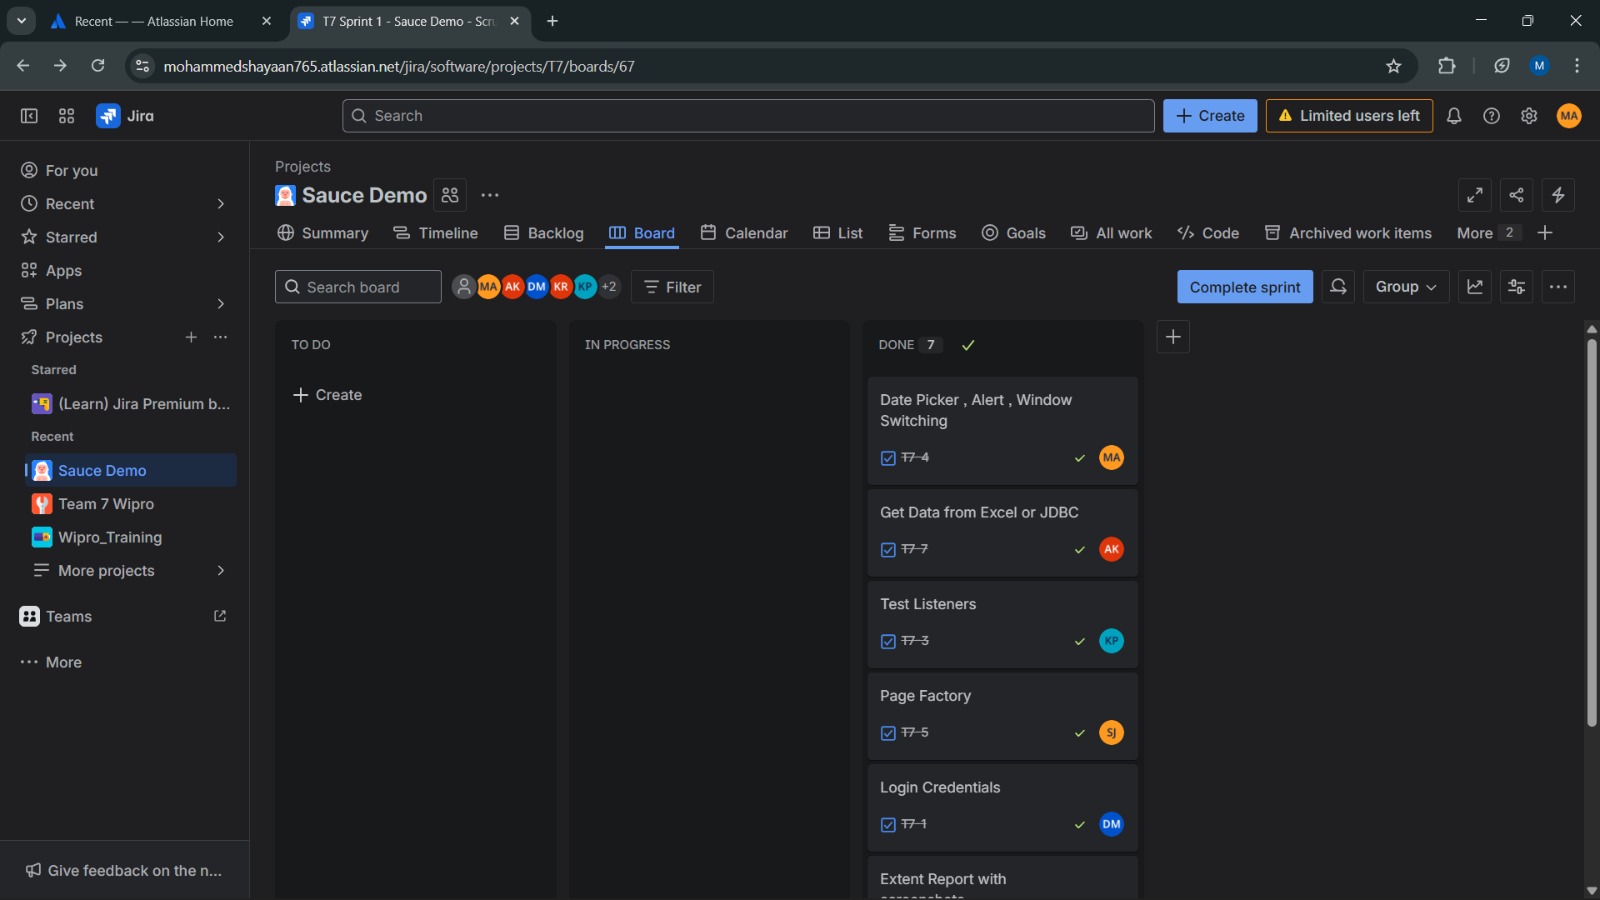 Recent — — Atlassian Home
T7 Sprint 1 - Sauce Demo - Scru
mohammedshayaan765.atlassian.net/jira/software/projects/T7/boards/67
M
Jira
Search
Create
Limited users left
MA
For you
Recent
Starred
Apps
Plans
Projects
Starred
(Learn) Jira Premium b...
Recent
Sauce Demo
Team 7 Wipro
Wipro_Training
More projects
Teams
More
Give feedback on the n...
Projects
Sauce Demo
Summary
Timeline
Backlog
Board
Calendar
List
Forms
Goals
All work
Code
Archived work items
More 2
Search board
MA AK DM KR KP +2
Filter
Complete sprint
Group
TO DO
Create
IN PROGRESS
DONE 7
Date Picker , Alert , Window
Switching
T7-4
MA
Get Data from Excel or JDBC
T7-7
AK
Test Listeners
T7-3
KP
Page Factory
T7-5
SJ
Login Credentials
T7-1
DM
Extent Report with